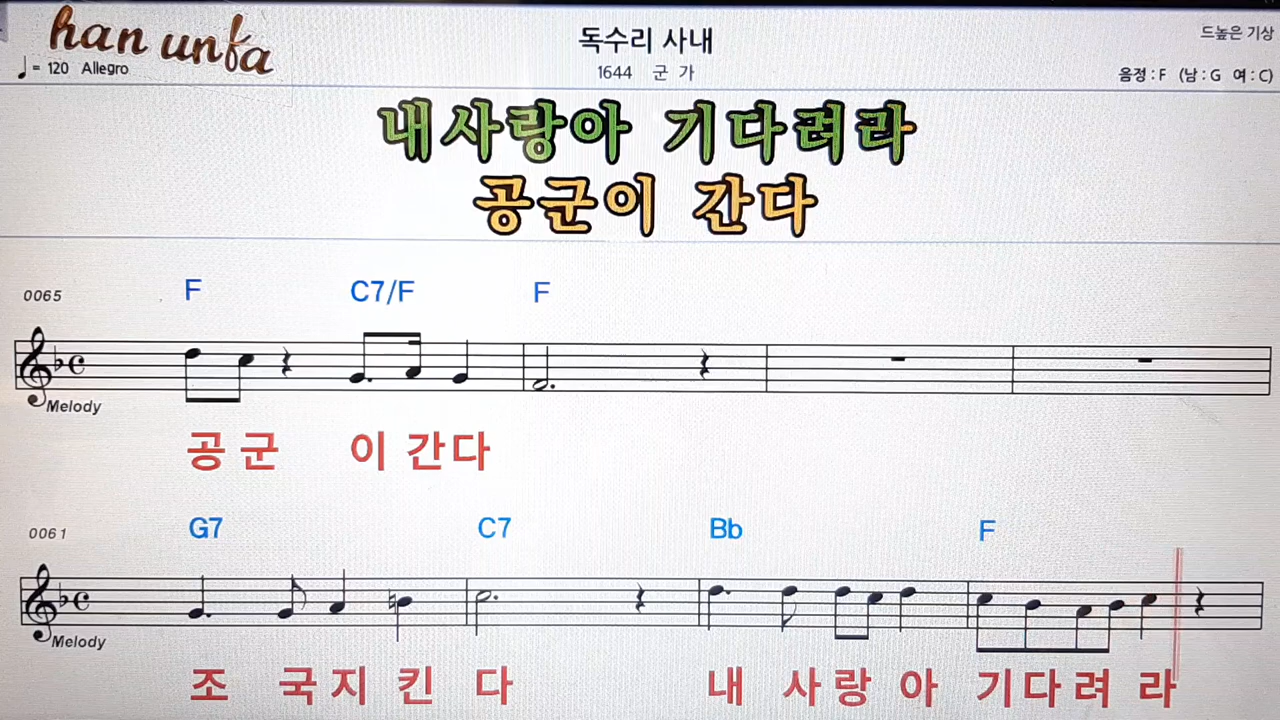 han unfa
독수리 사내
드높은 기상
= 120 Allegro
1644 군 가
음정 : F (남 : G 여 : C)
내사랑아 기다려라
공군이 간다
0065 F C7/F F
Melody
공 군 이 간 다
0061 G7 C7 Bb F
Melody
조 국 지 킨 다 내 사 랑 아 기 다 려 라